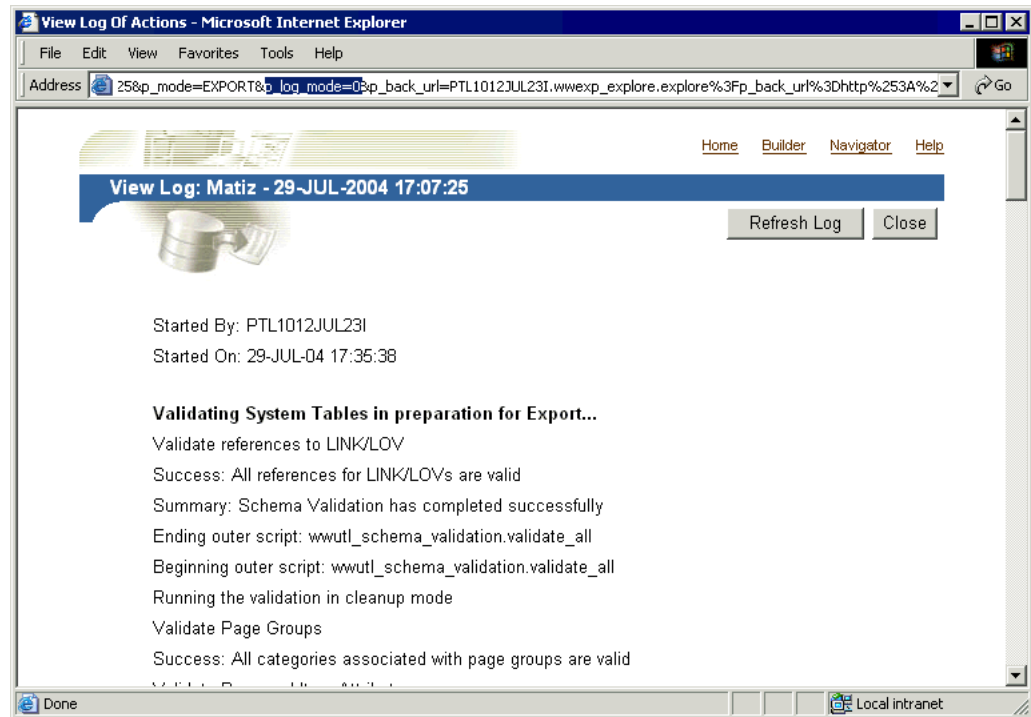 View Log Of Actions - Microsoft Internet Explorer
File Edit View Favorites Tools Help
Address 25&p_mode=EXPORT&p_log_mode=0&p_back_url=PTL1012JUL23I.wwexp_explore.explore%3Fp_back_url%3Dhttp%253A%2 Go
Home Builder Navigator Help
View Log: Matiz - 29-JUL-2004 17:07:25
Refresh Log Close
Started By: PTL1012JUL23I
Started On: 29-JUL-04 17:35:38
Validating System Tables in preparation for Export...
Validate references to LINK/LOV
Success: All references for LINK/LOVs are valid
Summary: Schema Validation has completed successfully
Ending outer script: wwutl_schema_validation.validate_all
Beginning outer script: wwutl_schema_validation.validate_all
Running the validation in cleanup mode
Validate Page Groups
Success: All categories associated with page groups are valid
Done Local intranet